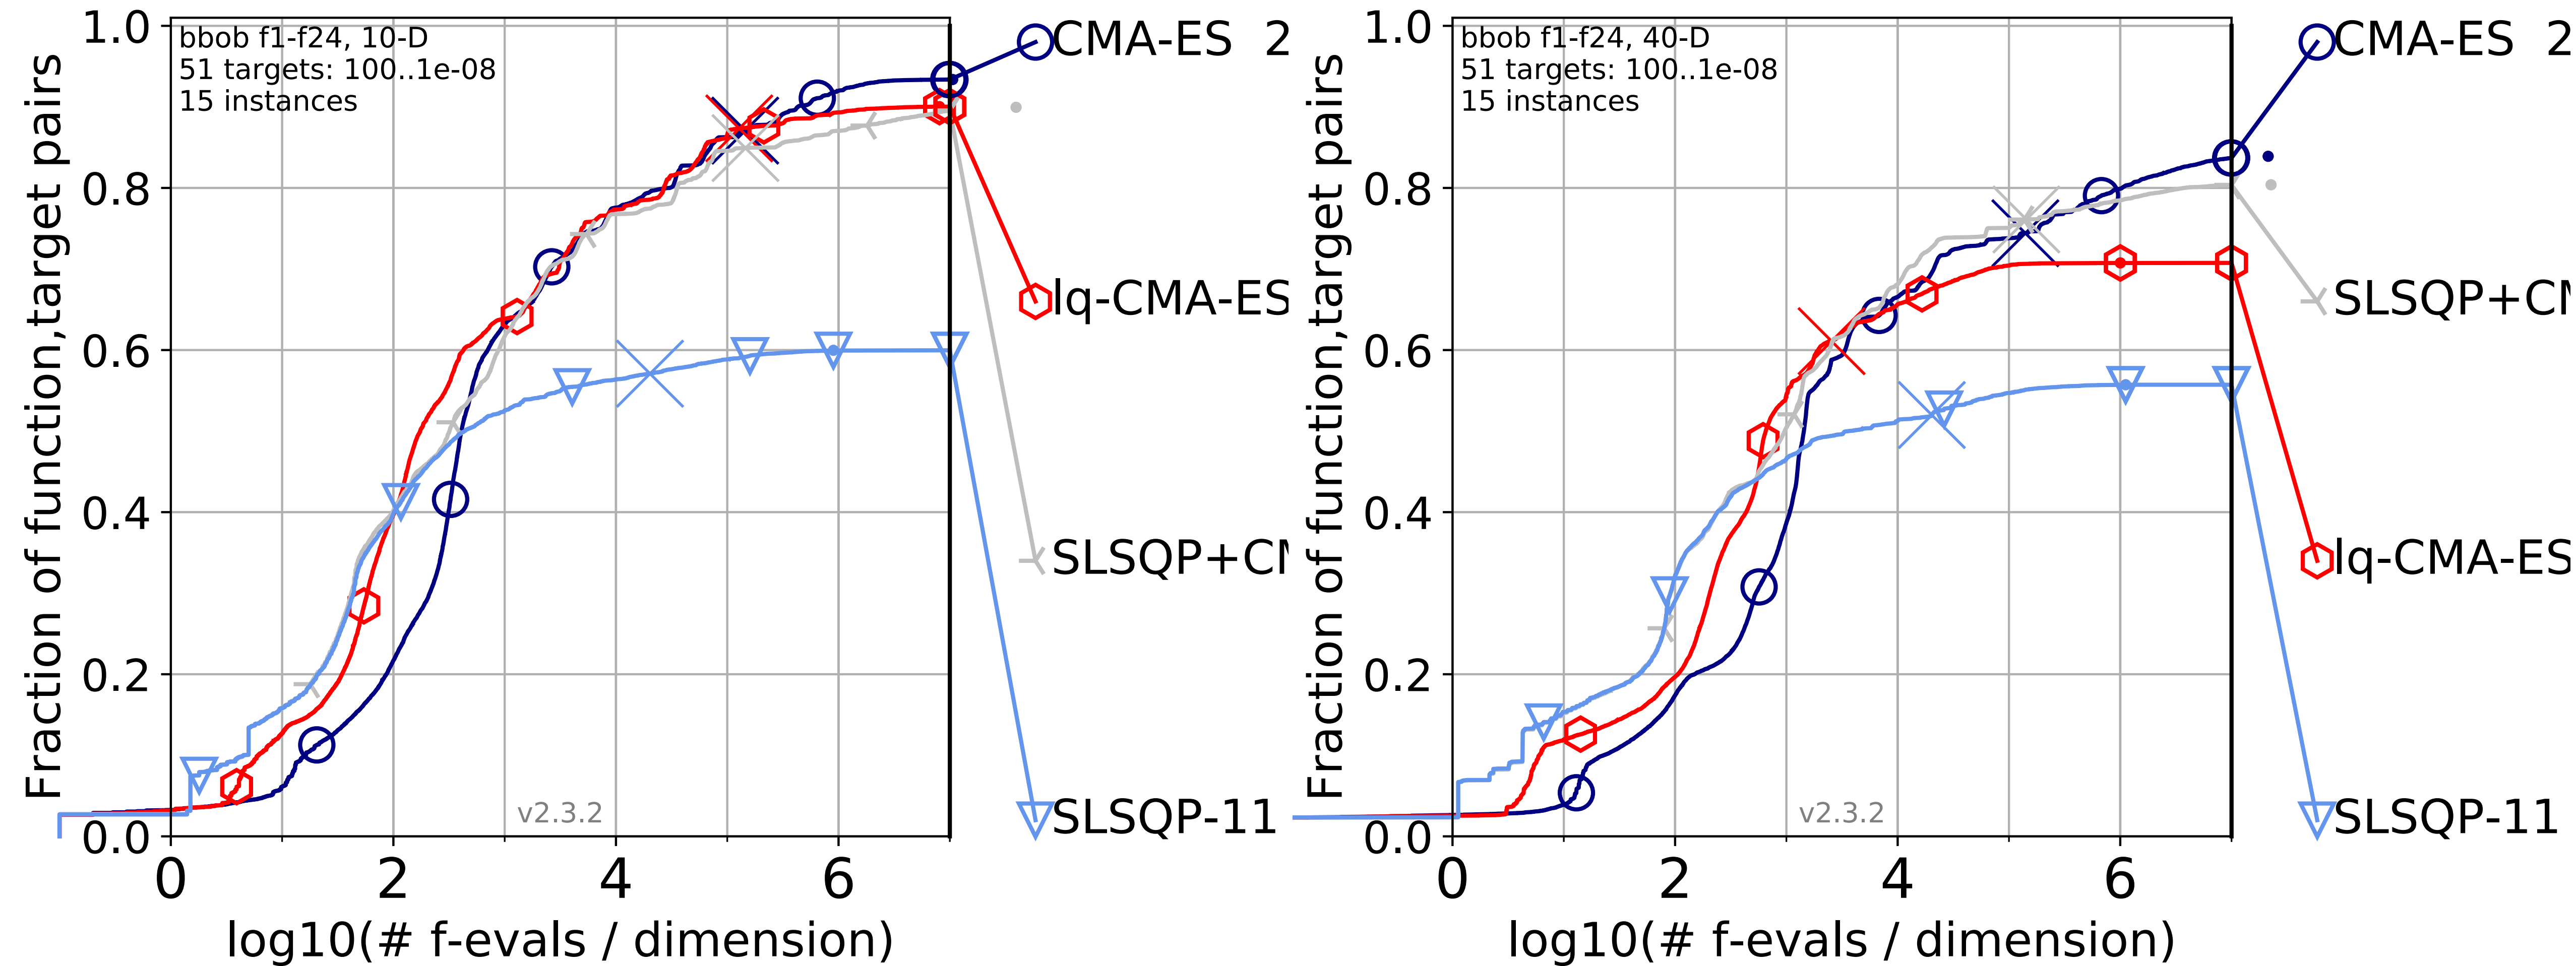 Fraction of function,target pairs
1.0
0.8
0.6
0.4
0.2
0.0
bbob f1-f24, 10-D
51 targets: 100..1e-08
15 instances
v2.3.2
0 2 4 6
log10(# f-evals / dimension)
CMA-ES 2
lq-CMA-ES
SLSQP+CM
SLSQP-11
Fraction of function,target pairs
1.0
0.8
0.6
0.4
0.2
0.0
bbob f1-f24, 40-D
51 targets: 100..1e-08
15 instances
v2.3.2
0 2 4 6
log10(# f-evals / dimension)
CMA-ES 2
SLSQP+CM
lq-CMA-ES
SLSQP-11